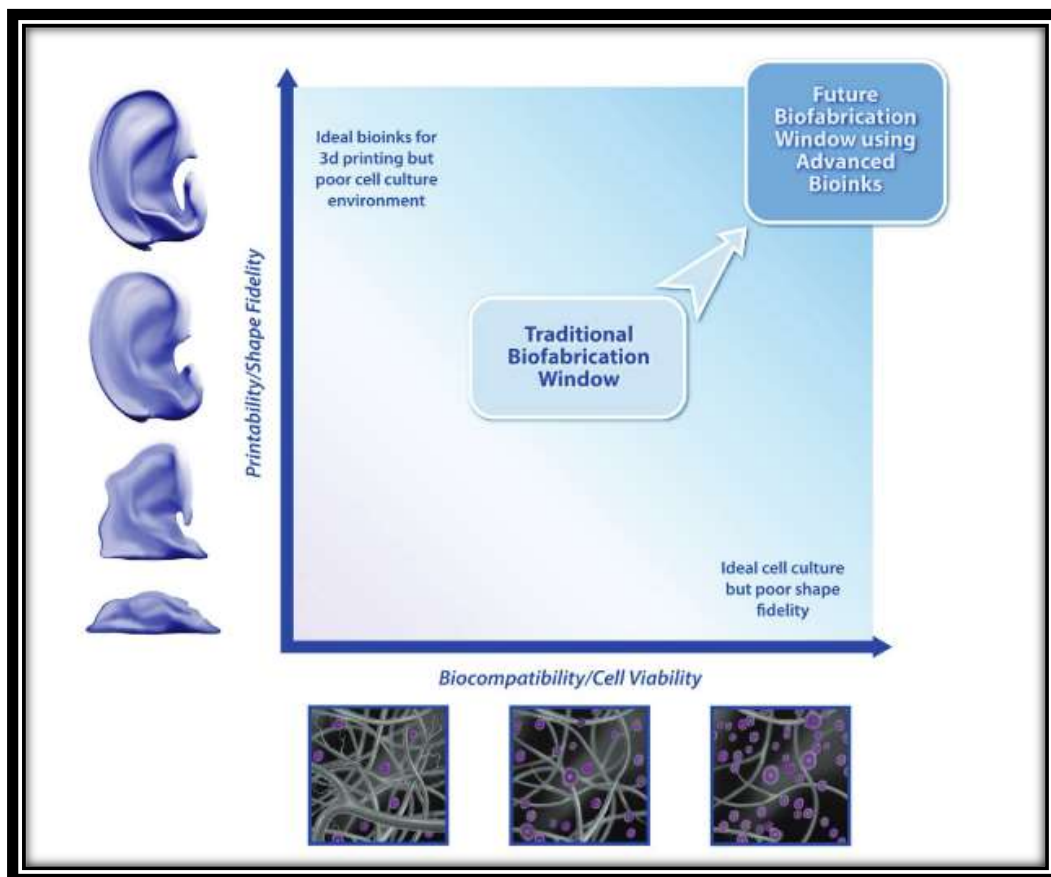 Ideal bioinks for
3d printing but
poor cell culture
environment
Future
Biofabrication
Window using
Advanced
Bioinks
Printability/Shape Fidelity
Traditional
Biofabrication
Window
Ideal cell culture
but poor shape
fidelity
Biocompatibility/Cell Viability